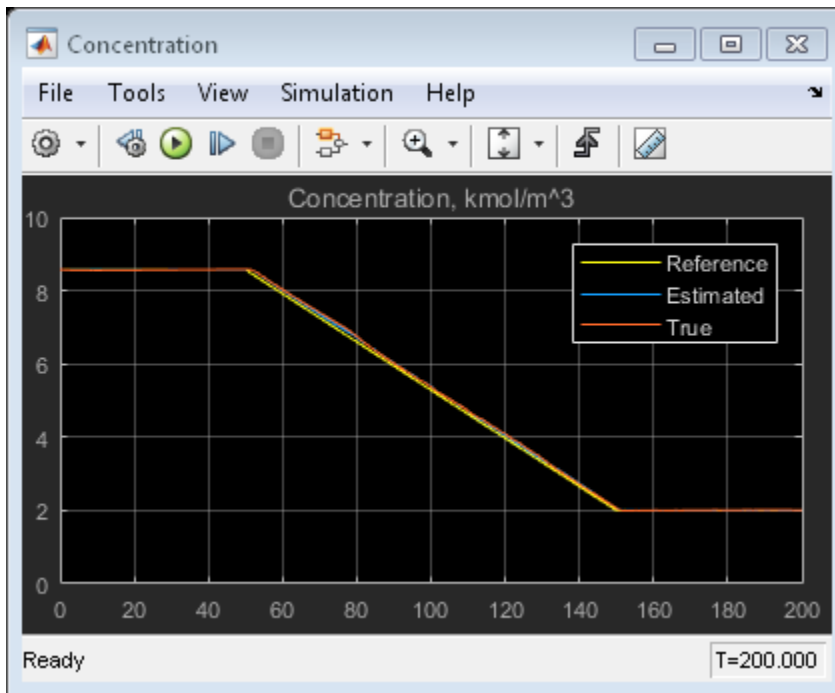 Concentration
File Tools View Simulation Help
Concentration, kmol/m^3
10
8
6
4
2
0
Reference
Estimated
True
0 20 40 60 80 100 120 140 160 180 200
Ready T=200.000